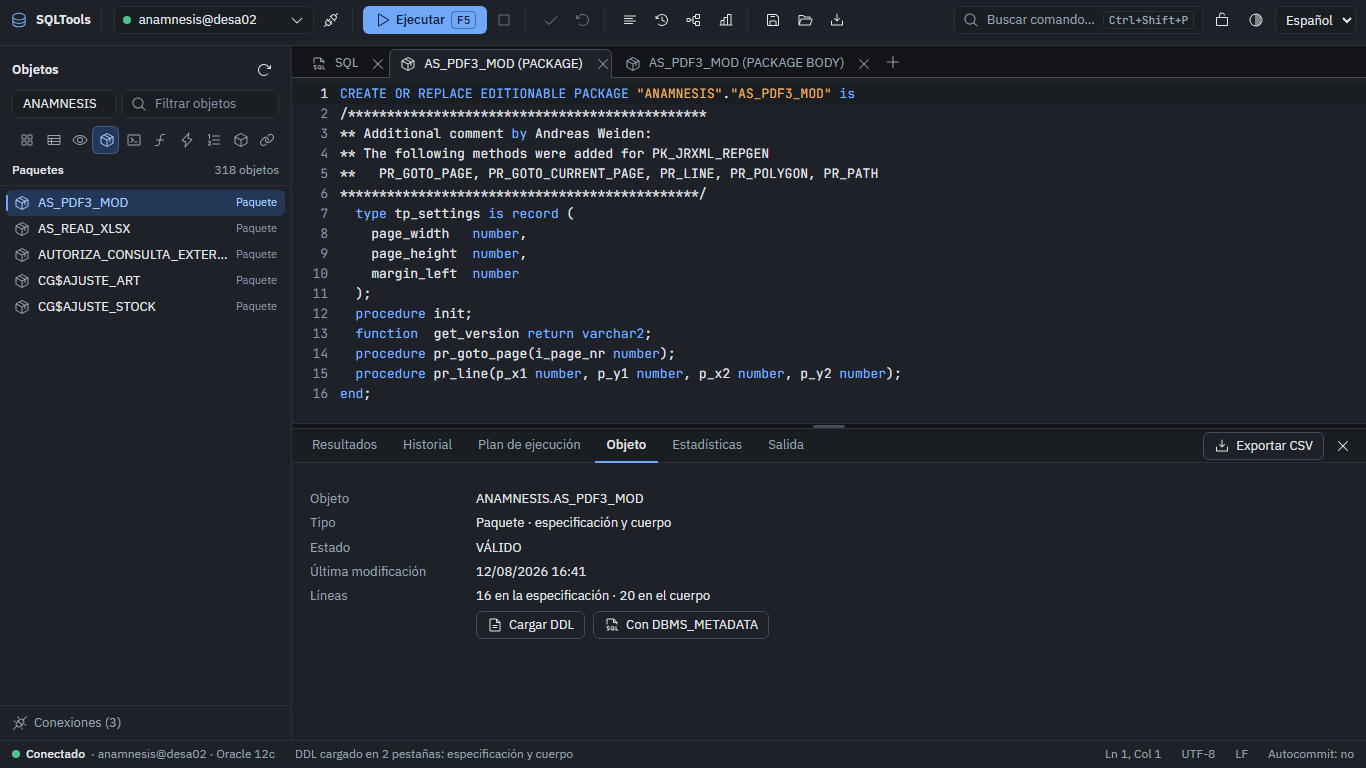 SQLTools
anamnesis@desa02
Ejecutar F5
Buscar comando... Ctrl+Shift+P
Español
Objetos
ANAMNESIS
Filtrar objetos
Paquetes 318 objetos
AS_PDF3_MOD Paquete
AS_READ_XLSX Paquete
AUTORIZA_CONSULTA_EXTER... Paquete
CG$AJUSTE_ART Paquete
CG$AJUSTE_STOCK Paquete
Conexiones (3)
SQL
AS_PDF3_MOD (PACKAGE)
AS_PDF3_MOD (PACKAGE BODY)
1 CREATE OR REPLACE EDITIONABLE PACKAGE "ANAMNESIS"."AS_PDF3_MOD" is
2 /**********************************************
3 ** Additional comment by Andreas Weiden:
4 ** The following methods were added for PK_JRXML_REPGEN
5 **   PR_GOTO_PAGE, PR_GOTO_CURRENT_PAGE, PR_LINE, PR_POLYGON, PR_PATH
6 **********************************************/
7   type tp_settings is record (
8     page_width   number,
9     page_height  number,
10     margin_left  number
11   );
12   procedure init;
13   function  get_version return varchar2;
14   procedure pr_goto_page(i_page_nr number);
15   procedure pr_line(p_x1 number, p_y1 number, p_x2 number, p_y2 number);
16 end;
Resultados Historial Plan de ejecución Objeto Estadísticas Salida
Exportar CSV
Objeto ANAMNESIS.AS_PDF3_MOD
Tipo Paquete · especificación y cuerpo
Estado VÁLIDO
Última modificación 12/08/2026 16:41
Líneas 16 en la especificación · 20 en el cuerpo
Cargar DDL
SQL Con DBMS_METADATA
Conectado · anamnesis@desa02 · Oracle 12c
DDL cargado en 2 pestañas: especificación y cuerpo
Ln 1, Col 1 UTF-8 LF Autocommit: no